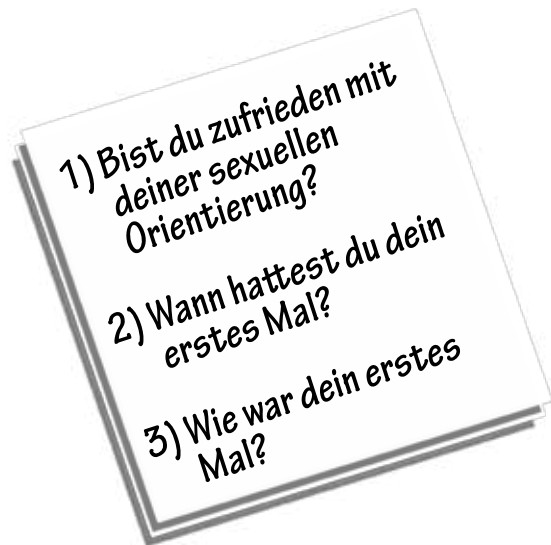 1) Bist du zufrieden mit
deiner sexuellen
Orientierung?
2) Wann hattest du dein
erstes Mal?
3) Wie war dein erstes
Mal?